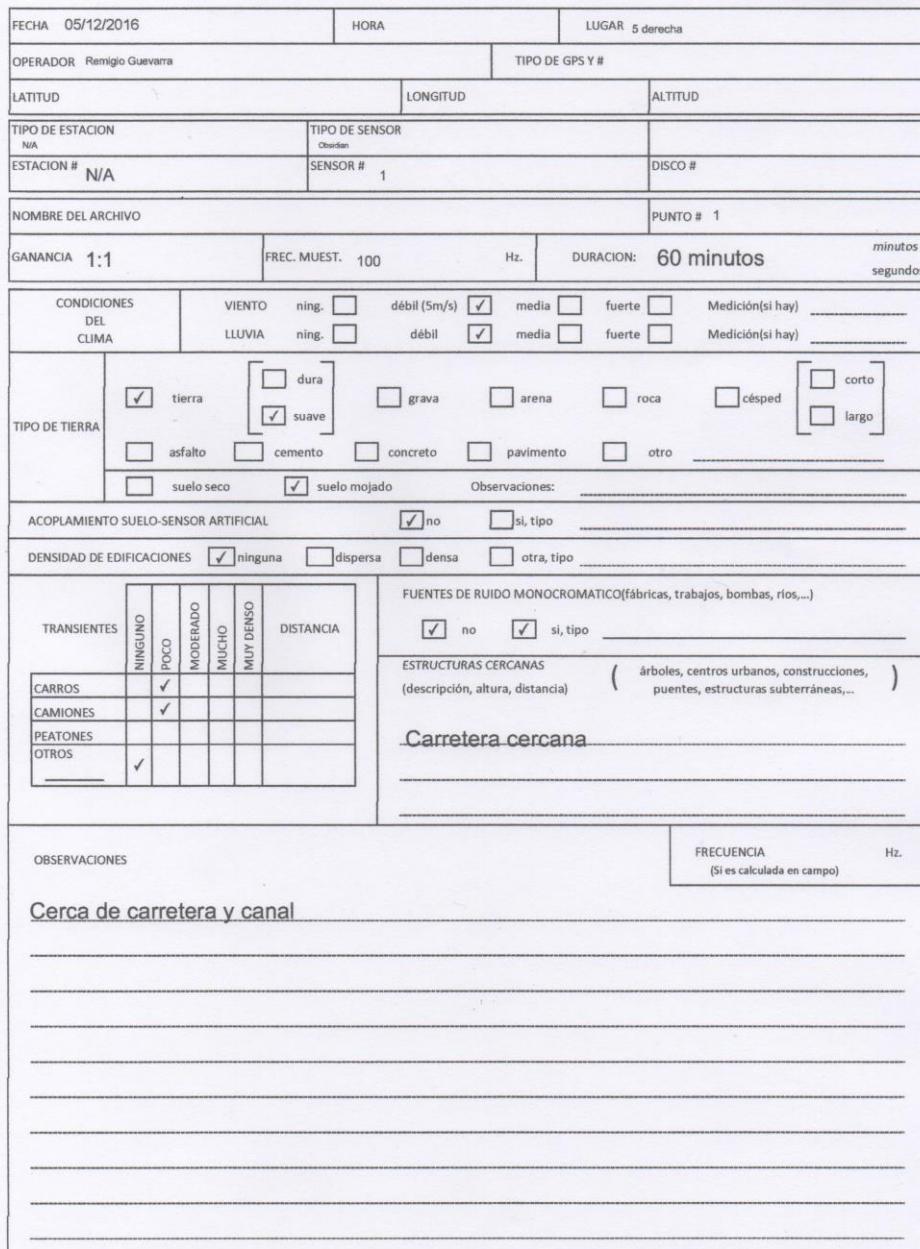 FECHA 05/12/2016 HORA LUGAR 5 derecha
OPERADOR Remigio Guevarra TIPO DE GPS Y #
LATITUD LONGITUD ALTITUD
TIPO DE ESTACION TIPO DE SENSOR
N/A Obsidian
ESTACION # N/A SENSOR # 1 DISCO #
NOMBRE DEL ARCHIVO PUNTO # 1
GANANCIA 1:1 FREC. MUEST. 100 Hz. DURACION: 60 minutos minutos
segundos
CONDICIONES DEL CLIMA
VIENTO ning. débil (5m/s) ✓ media fuerte Medición(si hay)
LLUVIA ning. débil ✓ media fuerte Medición(si hay)
TIPO DE TIERRA
dura corto
✓ tierra grava arena roca césped
✓ suave largo
asfalto cemento concreto pavimento otro
suelo seco ✓ suelo mojado Observaciones:
ACOPLAMIENTO SUELO-SENSOR ARTIFICIAL ✓ no si, tipo
DENSIDAD DE EDIFICACIONES ✓ ninguna dispersa densa otra, tipo
TRANSIENTES NINGUNO POCO MODERADO MUCHO MUY DENSO DISTANCIA
CARROS ✓
CAMIONES ✓
PEATONES
OTROS ✓
FUENTES DE RUIDO MONOCROMATICO(fábricas, trabajos, bombas, ríos,...)
✓ no ✓ si, tipo
ESTRUCTURAS CERCANAS ( árboles, centros urbanos, construcciones,
(descripción, altura, distancia) puentes, estructuras subterráneas,... )
Carretera cercana
OBSERVACIONES FRECUENCIA Hz.
(Si es calculada en campo)
Cerca de carretera y canal